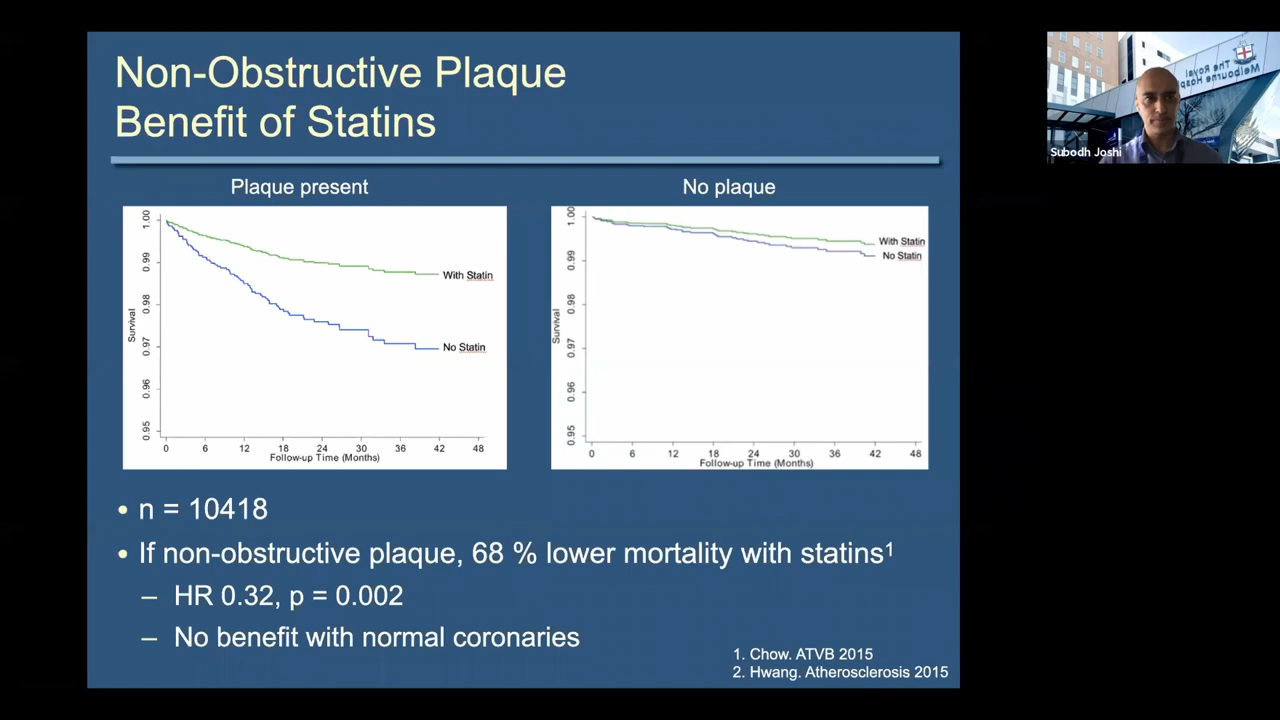 Non-Obstructive Plaque
Benefit of Statins
Plaque present
No plaque
1.00
0.99
0.98
0.97
0.96
0.95
Survival
With Statin
No Statin
0 6 12 18 24 30 36 42 48
Follow-up Time (Months)
1.00
0.99
0.98
0.97
0.96
0.95
Survival
With Statin
No Statin
0 6 12 18 24 30 36 42 48
Follow-up Time (Months)
• n = 10418
• If non-obstructive plaque, 68 % lower mortality with statins¹
– HR 0.32, p = 0.002
– No benefit with normal coronaries
1. Chow. ATVB 2015
2. Hwang. Atherosclerosis 2015
The Royal
Melbourne Hosp
Subodh Joshi